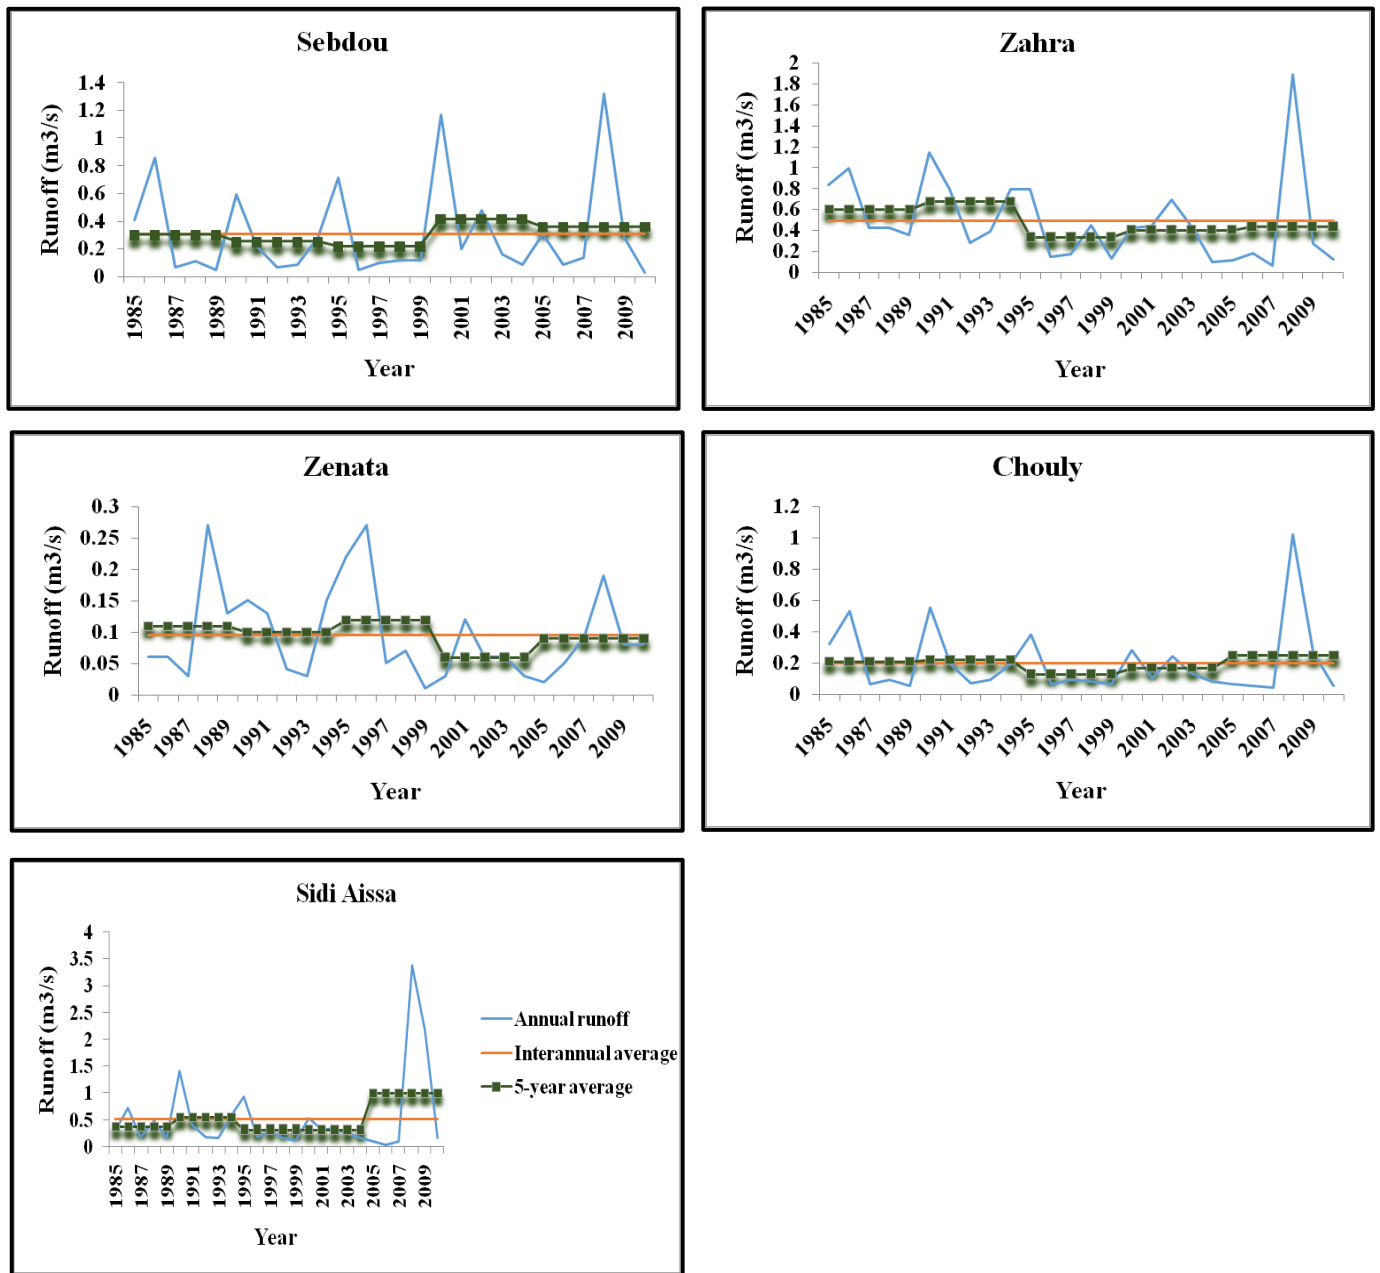 Sebdou
Runoff (m3/s)
1.4
1.2
1
0.8
0.6
0.4
0.2
0
1985 1987 1989 1991 1993 1995 1997 1999 2001 2003 2005 2007 2009
Year
Zahra
Runoff (m3/s)
2
1.8
1.6
1.4
1.2
1
0.8
0.6
0.4
0.2
0
1985 1987 1989 1991 1993 1995 1997 1999 2001 2003 2005 2007 2009
Year
Zenata
Runoff (m3/s)
0.3
0.25
0.2
0.15
0.1
0.05
0
1985 1987 1989 1991 1993 1995 1997 1999 2001 2003 2005 2007 2009
Year
Chouly
Runoff (m3/s)
1.2
1
0.8
0.6
0.4
0.2
0
1985 1987 1989 1991 1993 1995 1997 1999 2001 2003 2005 2007 2009
Year
Sidi Aissa
Runoff (m3/s)
4
3.5
3
2.5
2
1.5
1
0.5
0
1985 1987 1989 1991 1993 1995 1997 1999 2001 2003 2005 2007 2009
Year
Annual runoff
Interannual average
5-year average